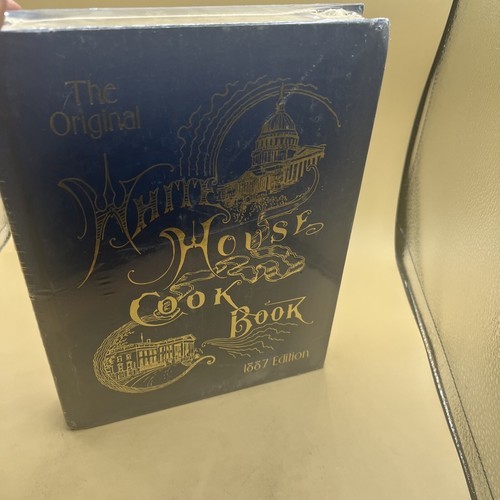 The
Original
WHITE
HOUSE
COOK
BOOK
1887 Edition